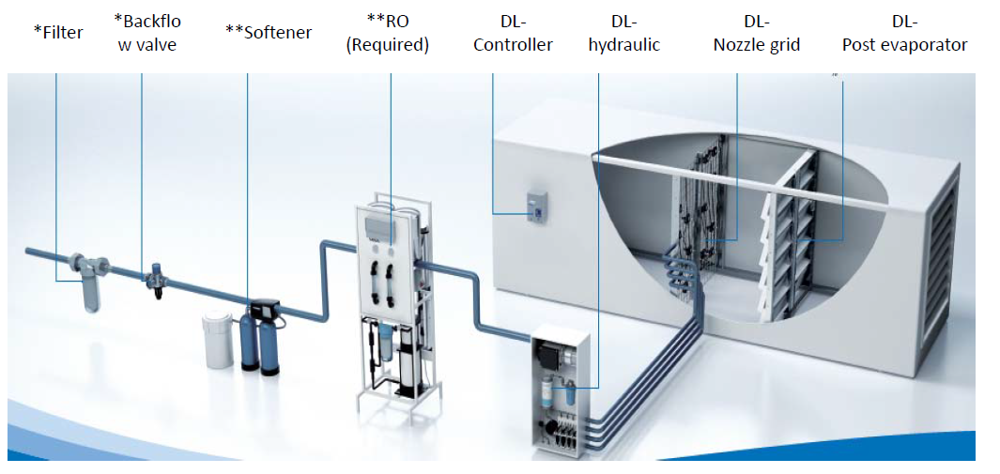 *Filter
*Backflo
w valve
**Softener
**RO
(Required)
DL-
Controller
DL-
hydraulic
DL-
Nozzle grid
DL-
Post evaporator